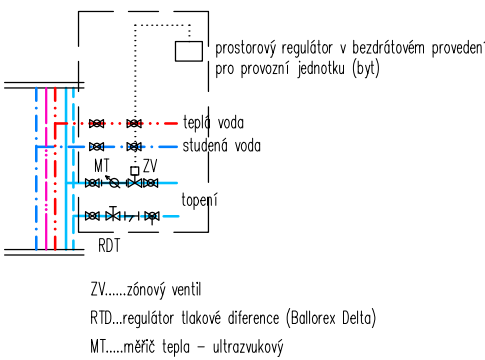 prostorový regulátor v bezdrátovém provedení
pro provozní jednotku (byt)
teplá voda
studená voda
MT
ZV
topení
RDT
ZV......zónový ventil
RTD...regulátor tlakové diference (Ballorex Delta)
MT.....měřič tepla – ultrazvukový